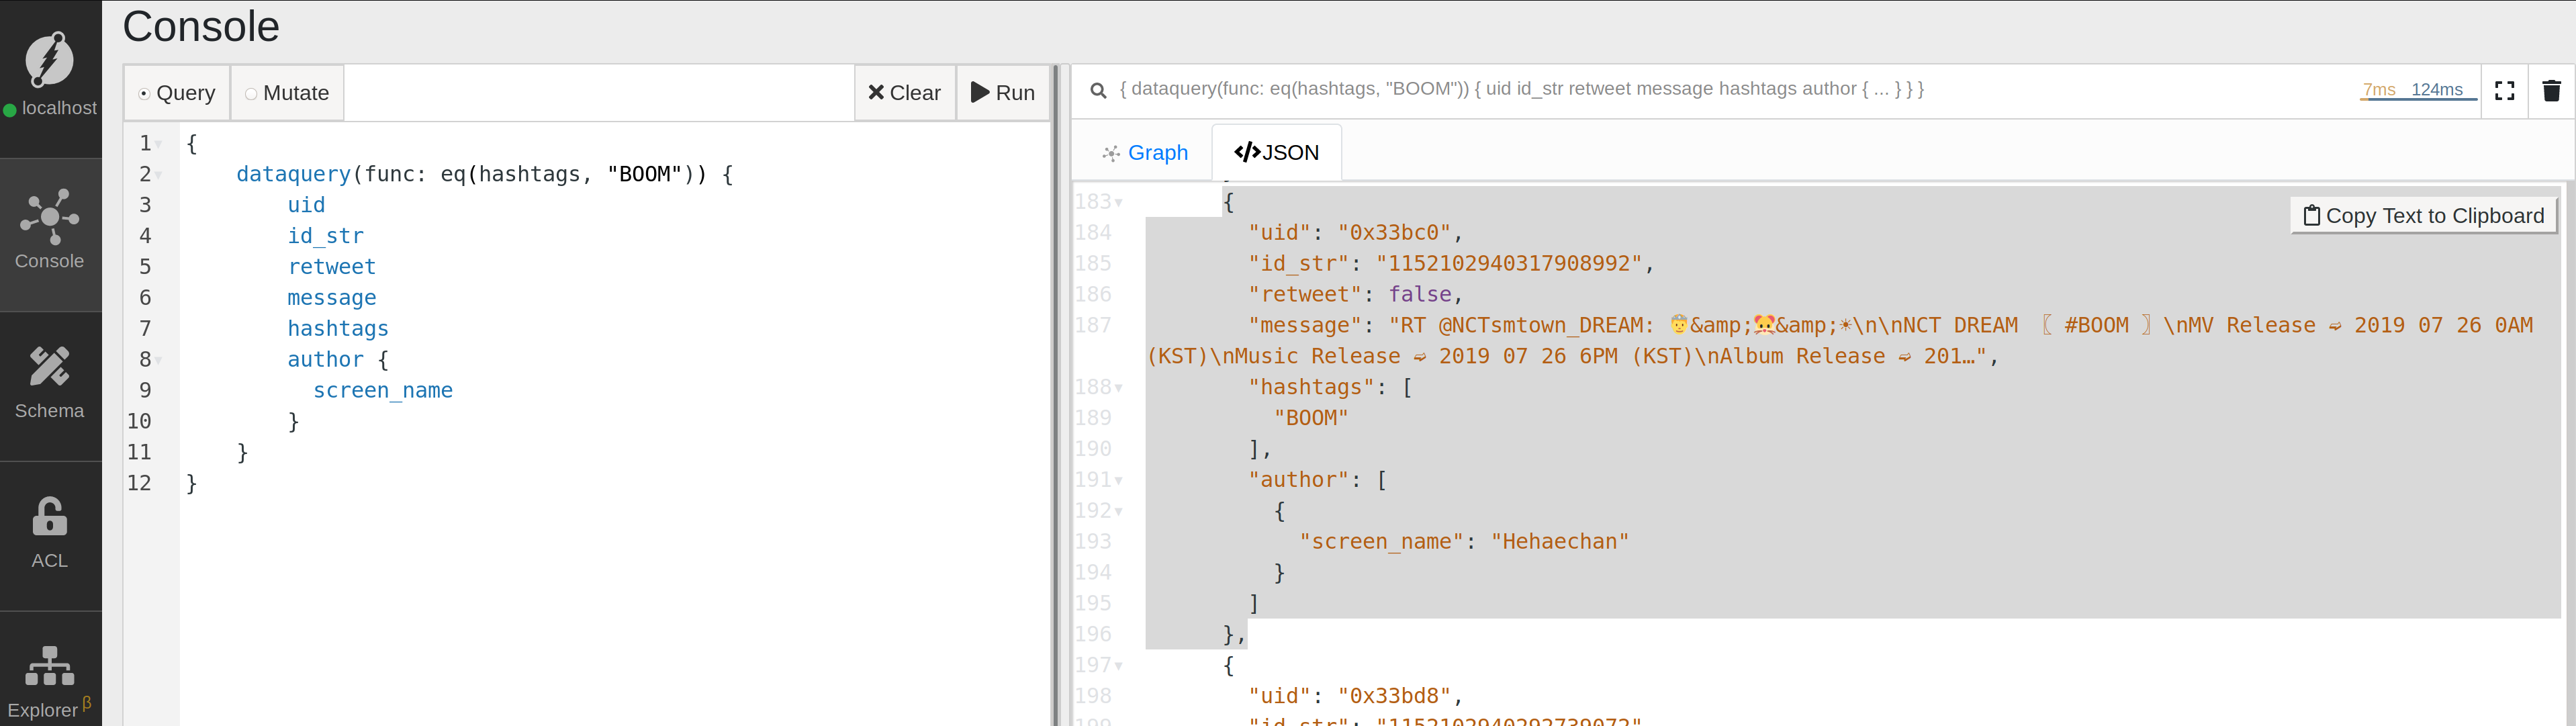 Console
localhost
Console
Schema
ACL
Explorer β
Query
Mutate
Clear
Run
1 {
2 dataquery(func: eq(hashtags, "BOOM")) {
3 uid
4 id_str
5 retweet
6 message
7 hashtags
8 author {
9 screen_name
10 }
11 }
12 }
{ dataquery(func: eq(hashtags, "BOOM")) { uid id_str retweet message hashtags author { ... } } }
7ms 124ms
Graph
JSON
Copy Text to Clipboard
183 {
184 "uid": "0x33bc0",
185 "id_str": "1152102940317908992",
186 "retweet": false,
187 "message": "RT @NCTsmtown_DREAM: 👴&amp;🐹&amp;☀\n\nNCT DREAM 〖 #BOOM 〗\nMV Release ➫ 2019 07 26 0AM
(KST)\nMusic Release ➫ 2019 07 26 6PM (KST)\nAlbum Release ➫ 201…",
188 "hashtags": [
189 "BOOM"
190 ],
191 "author": [
192 {
193 "screen_name": "Hehaechan"
194 }
195 ]
196 },
197 {
198 "uid": "0x33bd8",
199 "id_str": "1152102940292739072"